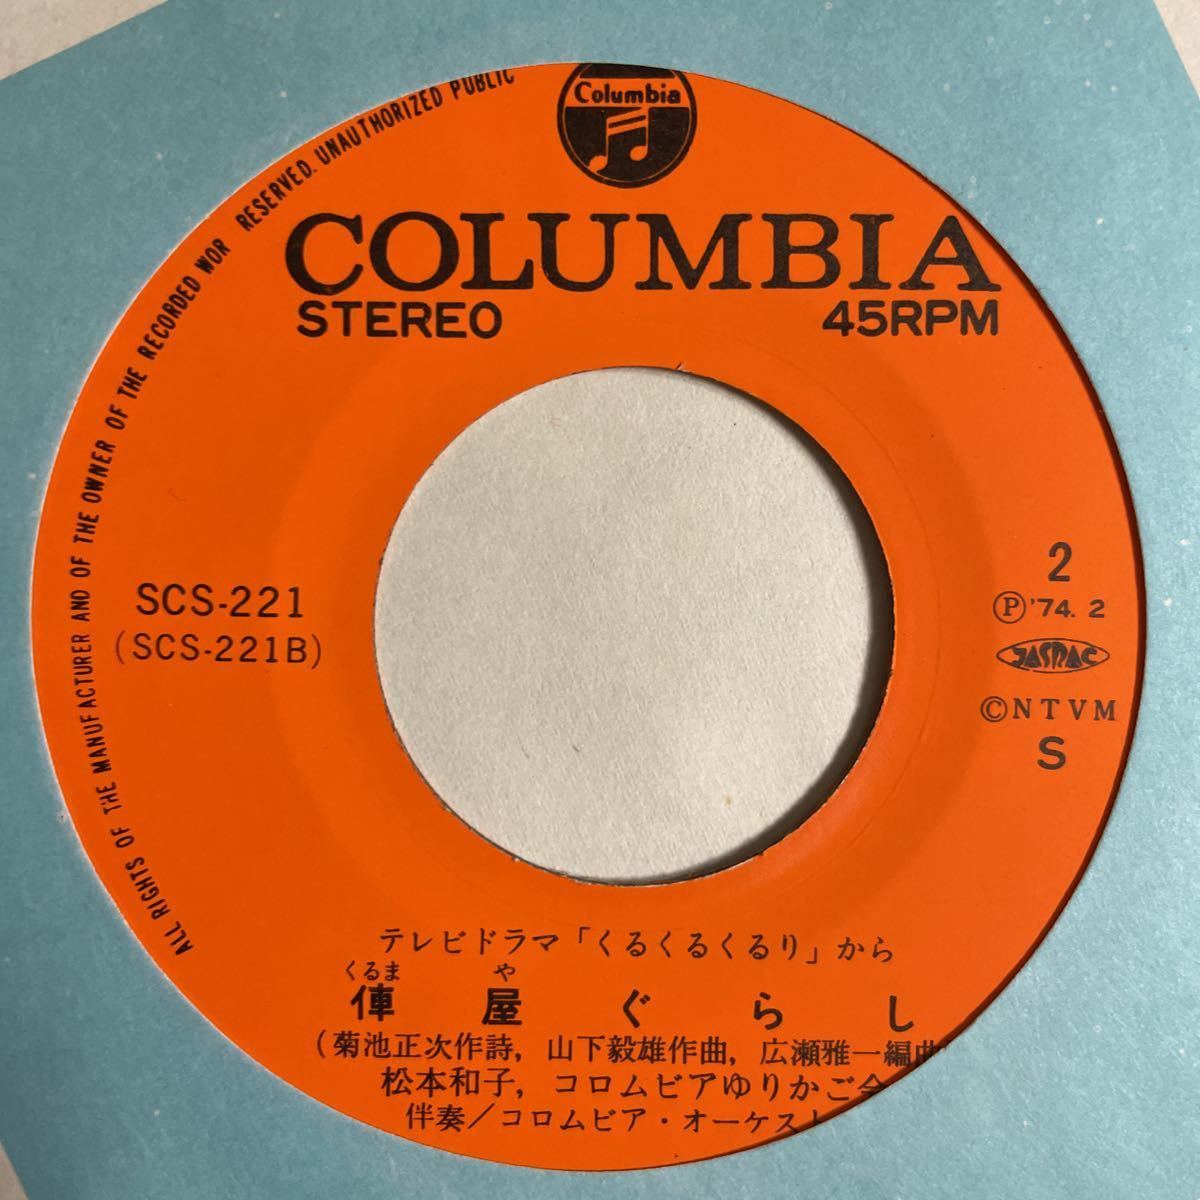 ALL RIGHTS OF THE MANUFACTURER AND OF THE OWNER OF THE RECORDED WOR RESERVED. UNAUTHORIZED PUBLIC
Columbia
COLUMBIA
STEREO 45RPM
SCS-221
(SCS-221B)
2
Ⓟ'74. 2
JASRAC
©NTVM
S
テレビドラマ「くるくるくるり」から
くるま や
俥屋ぐらし
(菊池正次作詩, 山下毅雄作曲, 広瀬雅一編曲
松本和子, コロムビアゆりかご会
伴奏/コロムビア・オーケスト